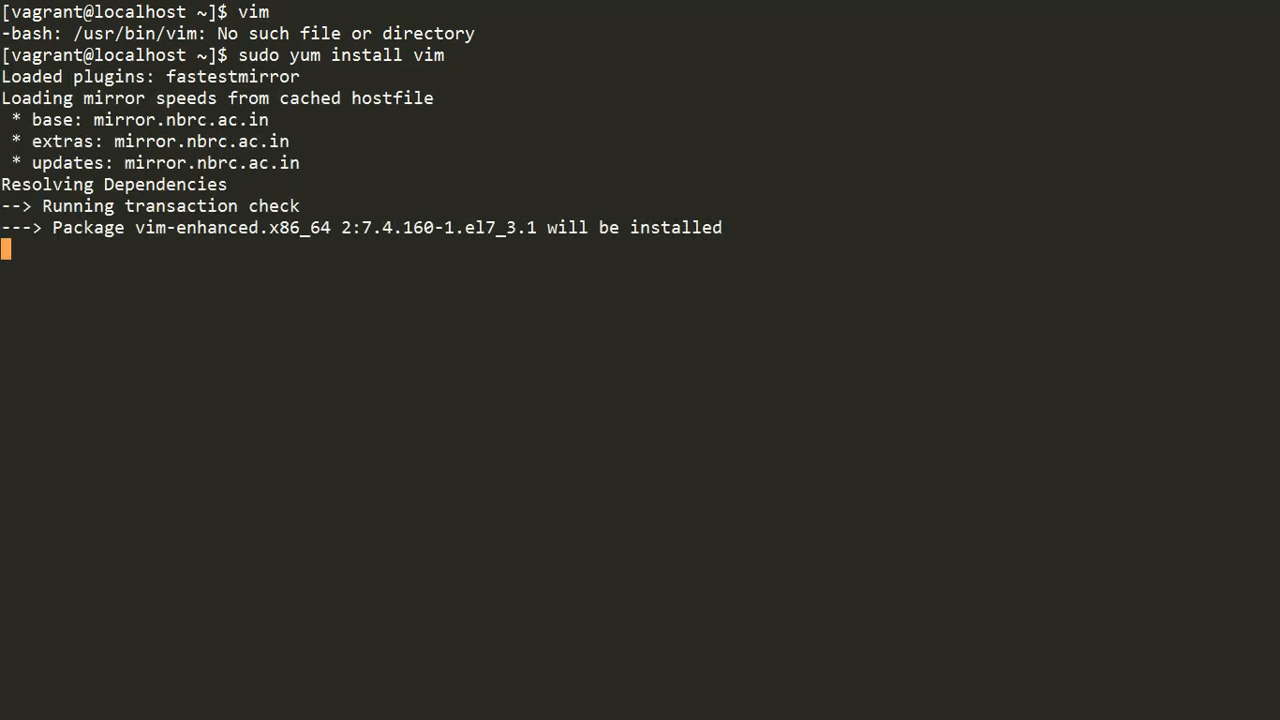 [vagrant@localhost ~]$ vim
-bash: /usr/bin/vim: No such file or directory
[vagrant@localhost ~]$ sudo yum install vim
Loaded plugins: fastestmirror
Loading mirror speeds from cached hostfile
 * base: mirror.nbrc.ac.in
 * extras: mirror.nbrc.ac.in
 * updates: mirror.nbrc.ac.in
Resolving Dependencies
--> Running transaction check
---> Package vim-enhanced.x86_64 2:7.4.160-1.el7_3.1 will be installed